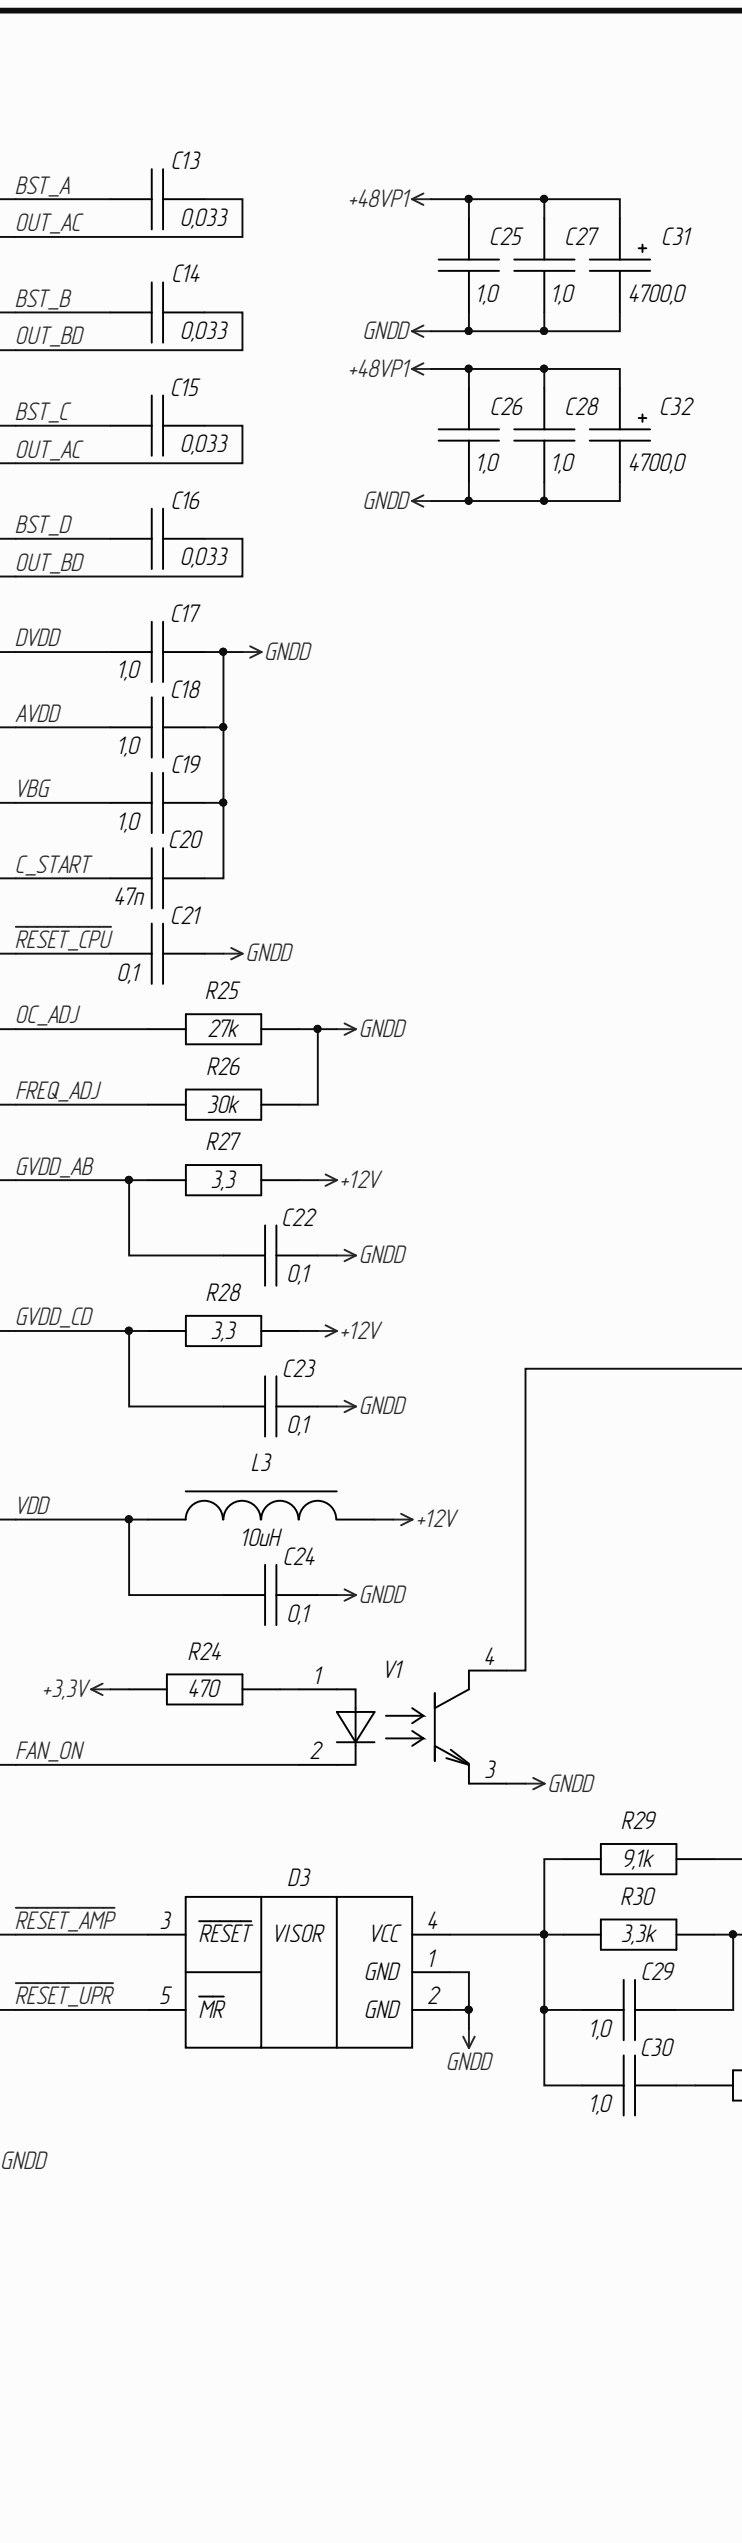 C13
BST_A
OUT_AC
0,033
C14
BST_B
OUT_BD
0,033
C15
BST_C
OUT_AC
0,033
C16
BST_D
OUT_BD
0,033
+48VP1
C25
C27
+
C31
1,0
1,0
4700,0
GNDD
+48VP1
C26
C28
+
C32
1,0
1,0
4700,0
GNDD
C17
DVDD
GNDD
1,0
C18
AVDD
1,0
C19
VBG
1,0
C20
C_START
47n
C21
RESET_CPU
GNDD
0,1
R25
OC_ADJ
27k
GNDD
R26
FREQ_ADJ
30k
R27
GVDD_AB
3,3
+12V
C22
GNDD
0,1
R28
GVDD_CD
3,3
+12V
C23
GNDD
0,1
L3
VDD
+12V
10uH
C24
GNDD
0,1
R24
1
V1
4
+3,3V
470
FAN_ON
2
3
GNDD
R29
9,1k
D3
R30
RESET_AMP
3
RESET
VISOR
VCC
4
3,3k
GND
1
C29
RESET_UPR
5
MR
GND
2
1,0
GNDD
C30
1,0
GNDD